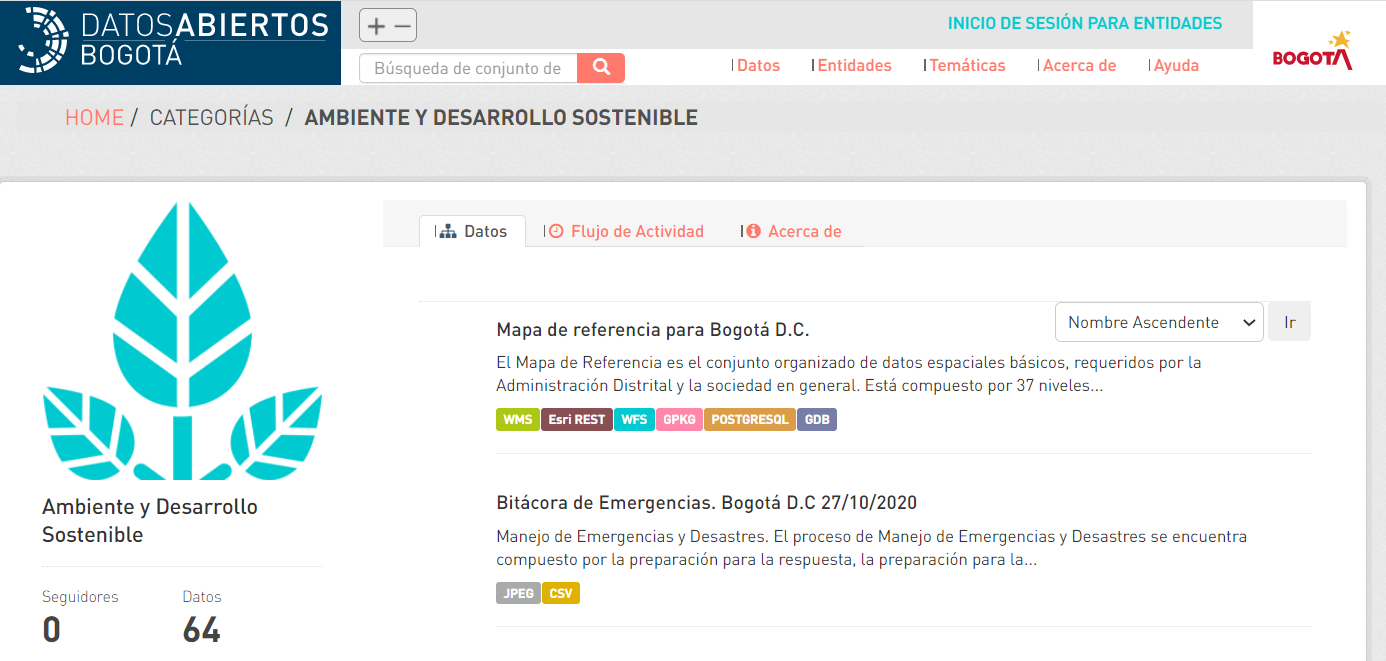 DATOSABIERTOS
BOGOTÁ
+ −
INICIO DE SESIÓN PARA ENTIDADES
BOGOTÁ
Búsqueda de conjunto de
Datos
Entidades
Temáticas
Acerca de
Ayuda
HOME / CATEGORÍAS / AMBIENTE Y DESARROLLO SOSTENIBLE
Datos
Flujo de Actividad
Acerca de
Nombre Ascendente
Ir
Mapa de referencia para Bogotá D.C.
El Mapa de Referencia es el conjunto organizado de datos espaciales básicos, requeridos por la
Administración Distrital y la sociedad en general. Está compuesto por 37 niveles...
WMS Esri REST WFS GPKG POSTGRESQL GDB
Bitácora de Emergencias. Bogotá D.C 27/10/2020
Manejo de Emergencias y Desastres. El proceso de Manejo de Emergencias y Desastres se encuentra
compuesto por la preparación para la respuesta, la preparación para la...
JPEG CSV
Ambiente y Desarrollo
Sostenible
Seguidores
0
Datos
64